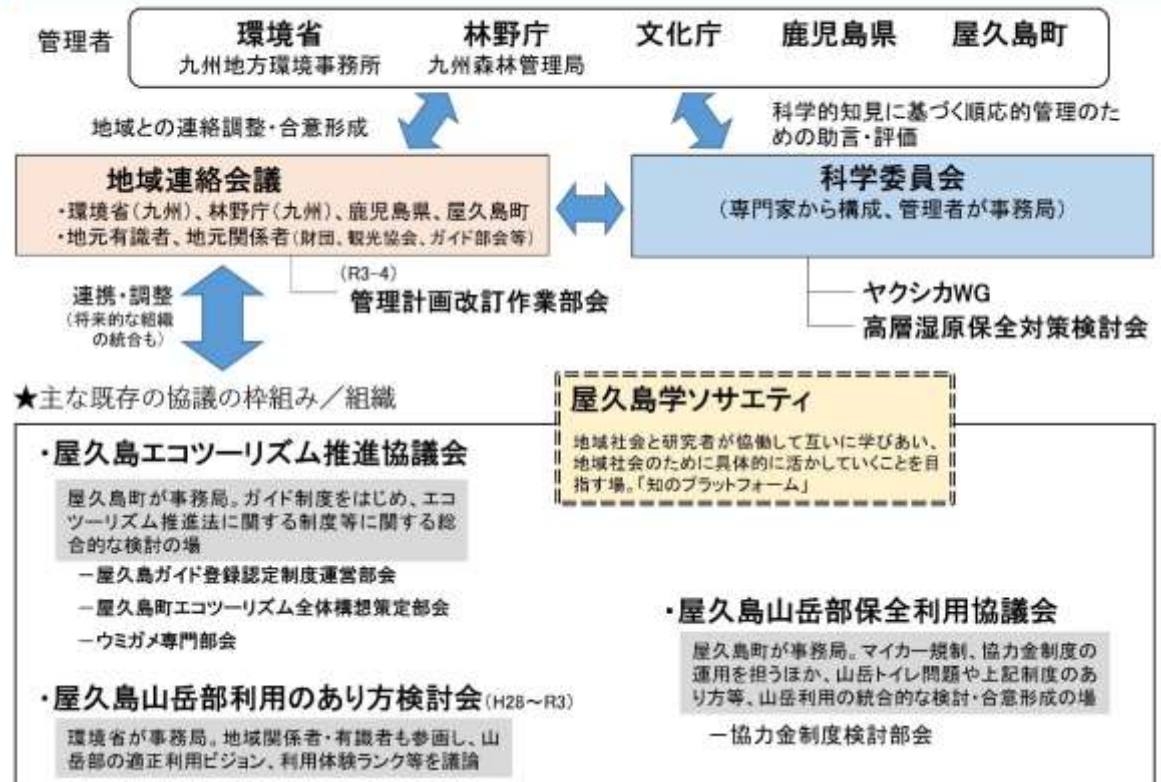 管理者
環境省 林野庁 文化庁 鹿児島県 屋久島町
九州地方環境事務所 九州森林管理局
地域との連絡調整・合意形成
科学的知見に基づく順応的管理のた
めの助言・評価
地域連絡会議
・環境省(九州)、林野庁(九州)、鹿児島県、屋久島町
・地元有識者、地元関係者(財団、観光協会、ガイド部会等)
科学委員会
(専門家から構成、管理者が事務局)
連携・調整
(将来的な組織
の統合も)
(R3-4)
管理計画改訂作業部会
ーヤクシカWG
ー高層湿原保全対策検討会
★主な既存の協議の枠組み／組織
屋久島学ソサエティ
地域社会と研究者が協働して互いに学びあい、
地域社会のために具体的に活かしていくことを目
指す場。「知のプラットフォーム」
・屋久島エコツーリズム推進協議会
屋久島町が事務局。ガイド制度をはじめ、エコ
ツーリズム推進法に関する制度等に関する総
合的な検討の場
ー屋久島ガイド登録認定制度運営部会
ー屋久島町エコツーリズム全体構想策定部会
ーウミガメ専門部会
・屋久島山岳部利用のあり方検討会(H28～R3)
環境省が事務局。地域関係者・有識者も参画し、山
岳部の適正利用ビジョン、利用体験ランク等を議論
・屋久島山岳部保全利用協議会
屋久島町が事務局。マイカー規制、協力金制度の
運用を担うほか、山岳トイレ問題や上記制度のあ
り方等、山岳利用の統合的な検討・合意形成の場
ー協力金制度検討部会